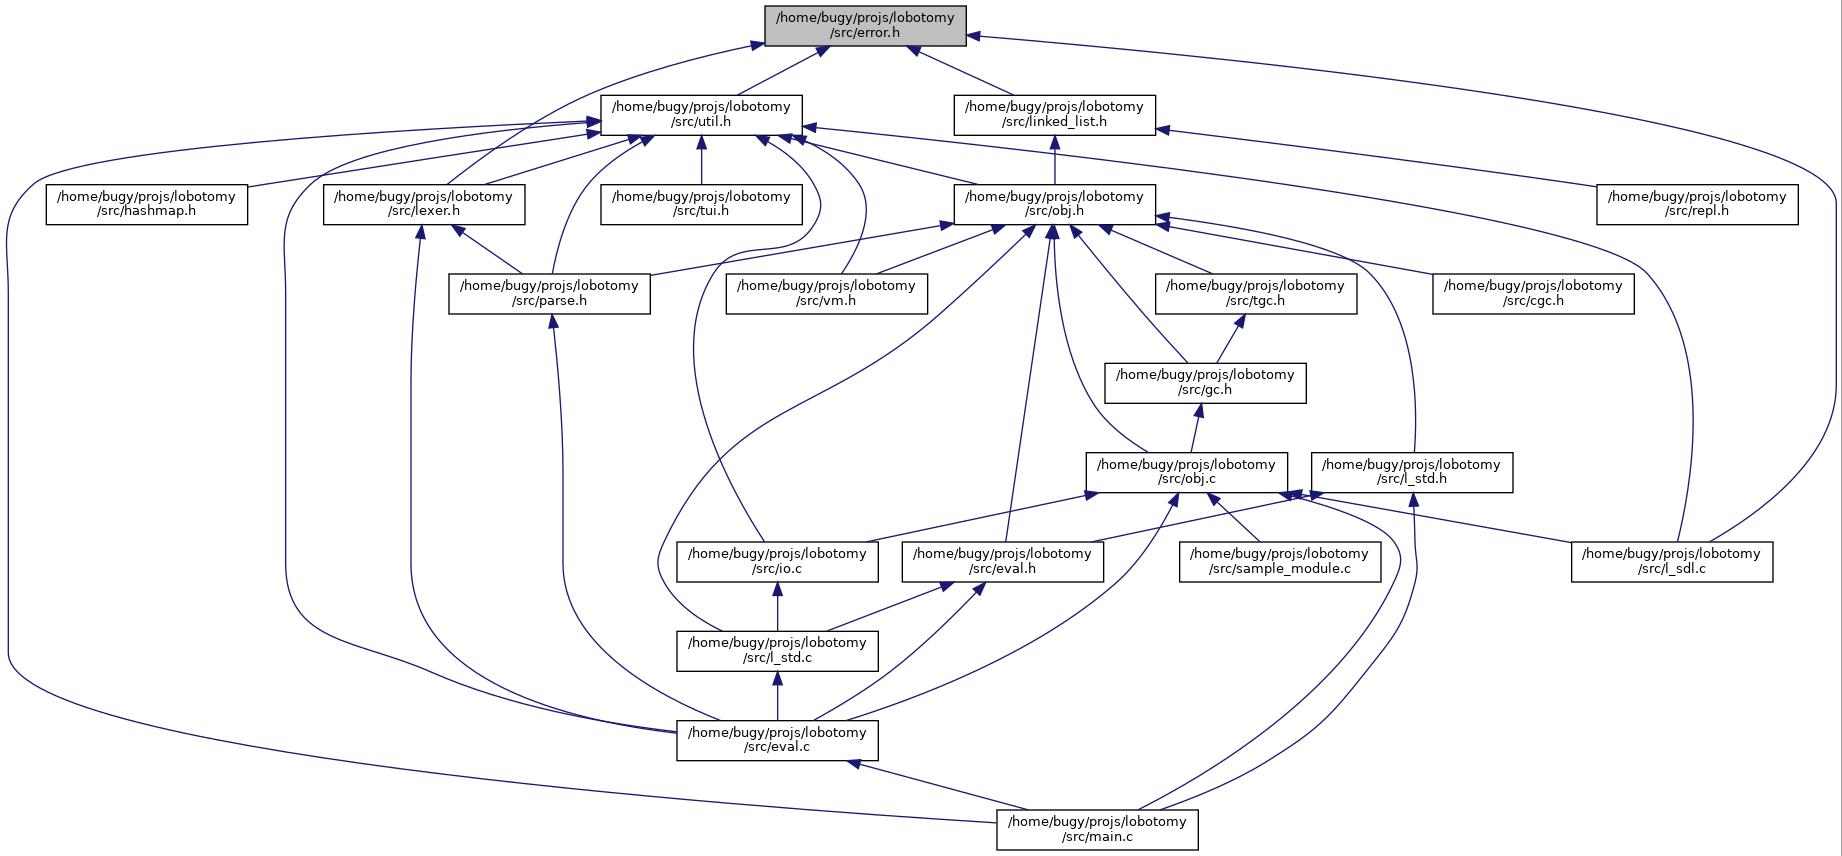 /home/bugy/projs/lobotomy
/src/error.h
/home/bugy/projs/lobotomy
/src/util.h
/home/bugy/projs/lobotomy
/src/linked_list.h
/home/bugy/projs/lobotomy
/src/hashmap.h
/home/bugy/projs/lobotomy
/src/lexer.h
/home/bugy/projs/lobotomy
/src/tui.h
/home/bugy/projs/lobotomy
/src/obj.h
/home/bugy/projs/lobotomy
/src/repl.h
/home/bugy/projs/lobotomy
/src/parse.h
/home/bugy/projs/lobotomy
/src/vm.h
/home/bugy/projs/lobotomy
/src/tgc.h
/home/bugy/projs/lobotomy
/src/cgc.h
/home/bugy/projs/lobotomy
/src/gc.h
/home/bugy/projs/lobotomy
/src/obj.c
/home/bugy/projs/lobotomy
/src/l_std.h
/home/bugy/projs/lobotomy
/src/io.c
/home/bugy/projs/lobotomy
/src/eval.h
/home/bugy/projs/lobotomy
/src/sample_module.c
/home/bugy/projs/lobotomy
/src/l_sdl.c
/home/bugy/projs/lobotomy
/src/l_std.c
/home/bugy/projs/lobotomy
/src/eval.c
/home/bugy/projs/lobotomy
/src/main.c